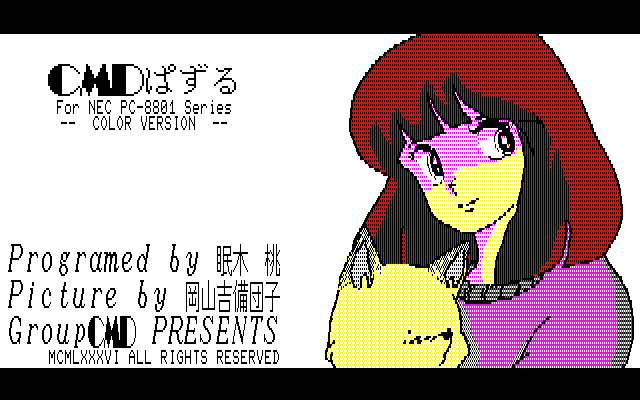 CMDぱずる
For NEC PC-8801 Series
-- COLOR VERSION --
Programed by 眠木 桃
Picture by 岡山吉備団子
GroupCMD PRESENTS
MCMLXXXVI ALL RIGHTS RESERVED